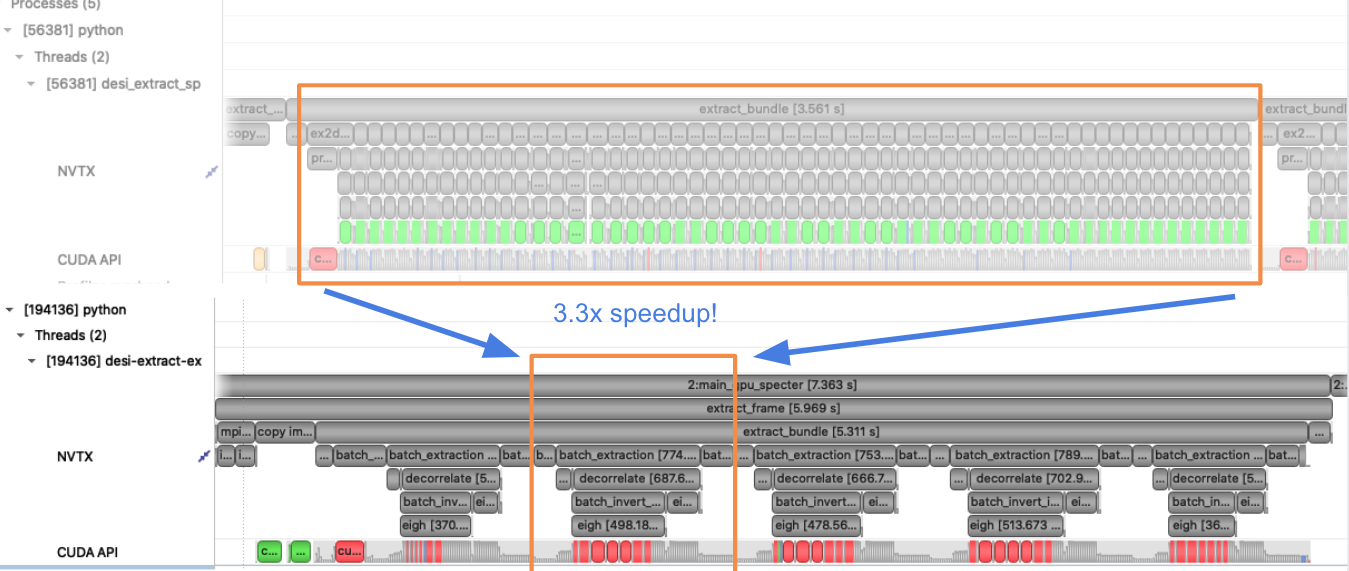 Processes (5)
[56381] python
Threads (2)
[56381] desi_extract_sp
extract_... extract_bundle [3.561 s] extract_bundl
copy... ... ex2d... ... ... ... ... ... ... ... ... ... ... ... ... ... ... ... ... ex2...
pr... ... pr...
NVTX
... ... ...
...
CUDA API c... c...
3.3x speedup!
[194136] python
Threads (2)
[194136] desi-extract-ex
2:main_gpu_specter [7.363 s] 2:...
extract_frame [5.969 s]
mpi... copy im... extract_bundle [5.311 s] ...
NVTX i... i... ... batch_... batch_extraction ... bat... b... batch_extraction [774.... bat... ... batch_extraction [753.... bat... ... batch_extraction [789.... bat... ... batch_extraction ... bat...
decorrelate [5... ... decorrelate [687.6... ... decorrelate [666.7... ... decorrelate [702.9... ... decorrelate [5...
batch_inv... ei... batch_invert_... ei... batch_invert... ei... batch_invert_i... ei... batch_in... ei...
eigh [370.... eigh [498.18... eigh [478.56... eigh [513.673 ... eigh [36...
CUDA API c... ... cu...